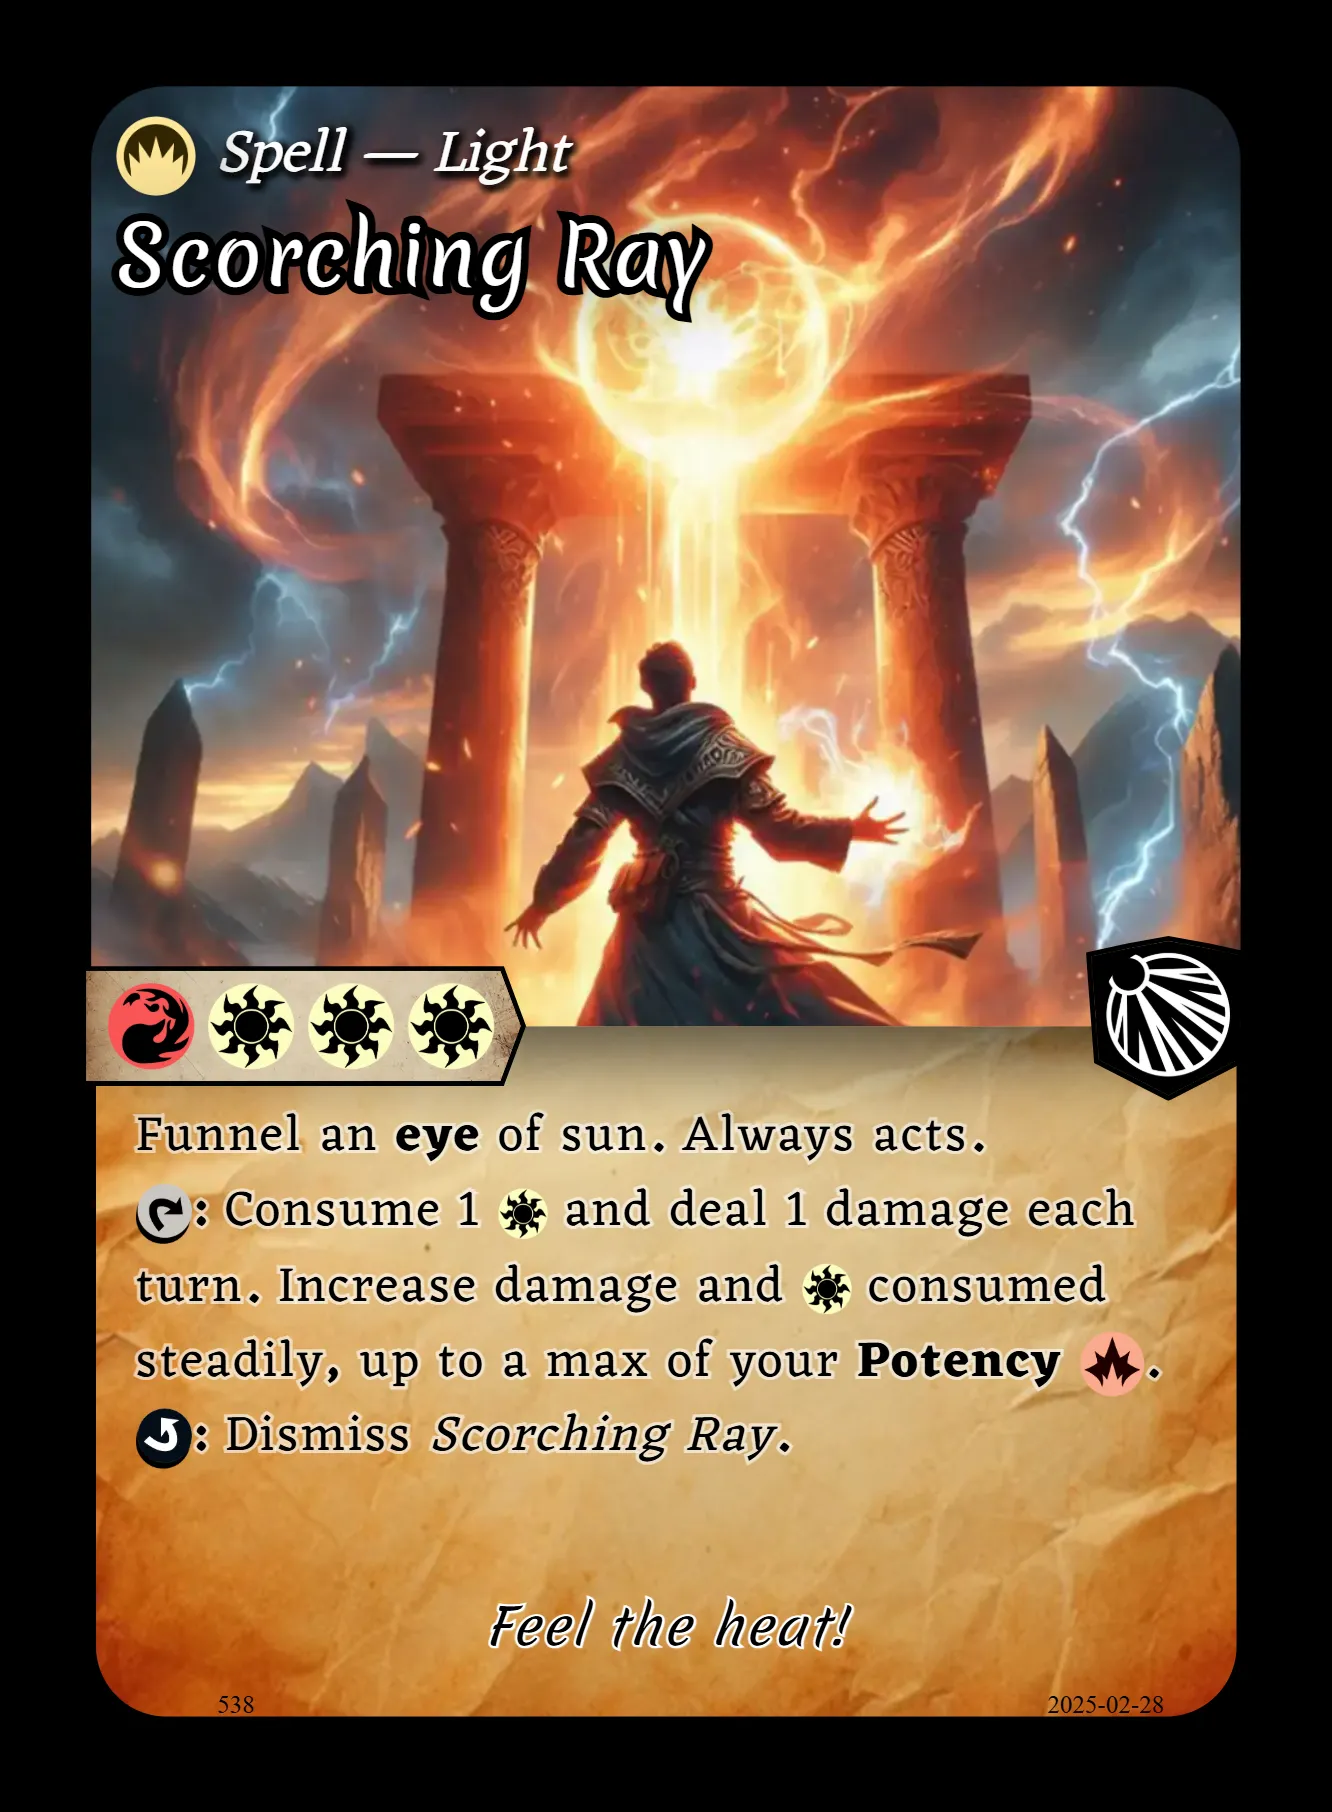 Spell — Light
Scorching Ray
Funnel an eye of sun. Always acts.
: Consume 1 and deal 1 damage each
turn. Increase damage and consumed
steadily, up to a max of your Potency .
: Dismiss Scorching Ray.
Feel the heat!
538
2025-02-28